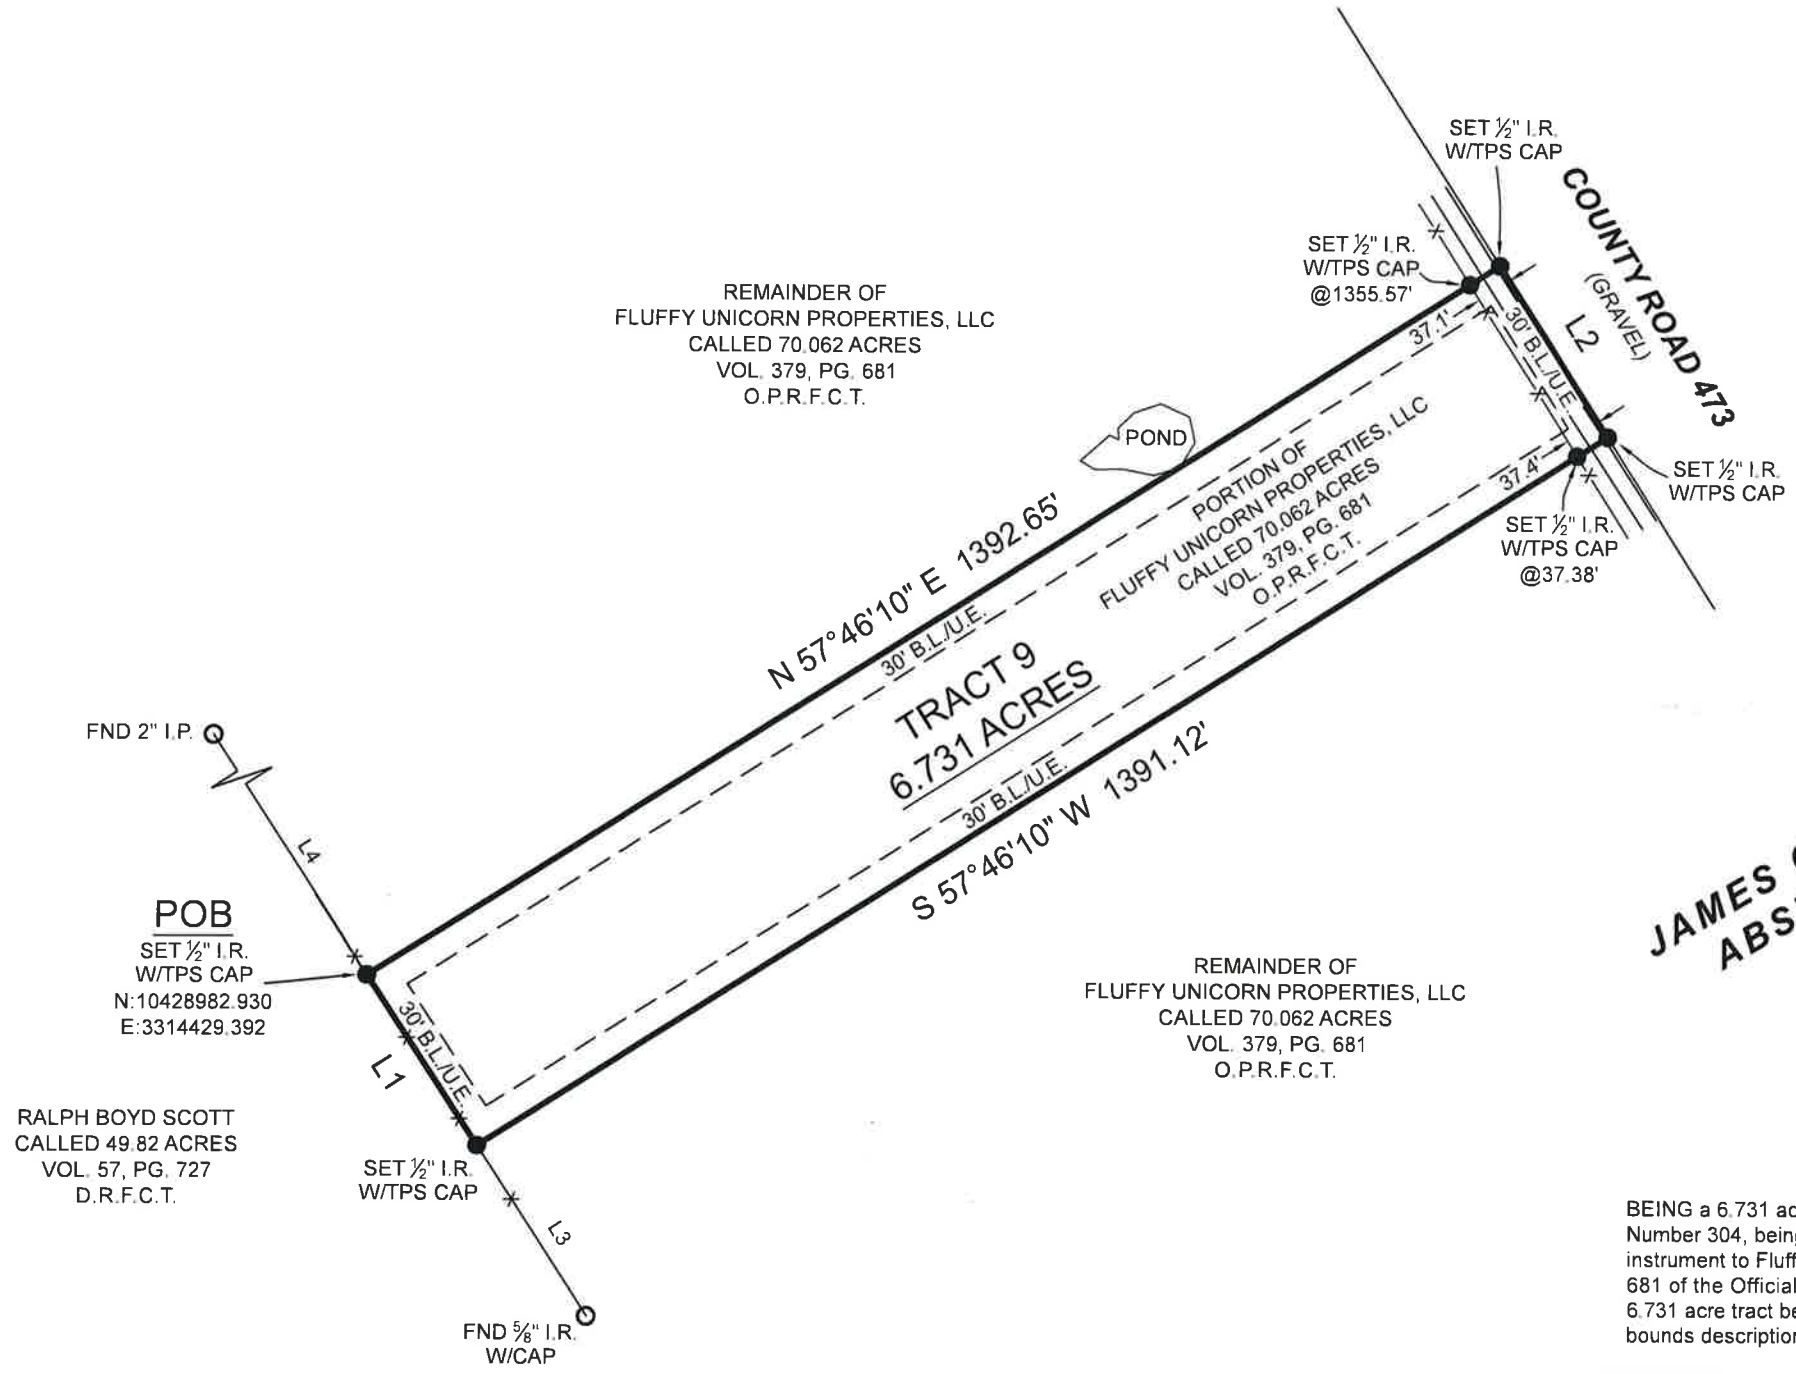 SET ½" I.R.
W/TPS CAP
COUNTY ROAD 473
(GRAVEL)
L2
SET ½" I.R.
W/TPS CAP
@1355.57'
REMAINDER OF
FLUFFY UNICORN PROPERTIES, LLC
CALLED 70.062 ACRES
VOL. 379, PG. 681
O.P.R.F.C.T.
37.1'
30' B.L./U.E.
POND
PORTION OF
FLUFFY UNICORN PROPERTIES, LLC
CALLED 70.062 ACRES
VOL. 379, PG. 681
O.P.R.F.C.T.
37.4'
SET ½" I.R.
W/TPS CAP
SET ½" I.R.
W/TPS CAP
@37.38'
N 57°46'10" E 1392.65'
30' B.L./U.E.
TRACT 9
6.731 ACRES
30' B.L./U.E.
S 57°46'10" W 1391.12'
FND 2" I.P.
L4
POB
SET ½" I.R.
W/TPS CAP
N:10428982.930
E:3314429.392
30' B.L./U.E.
L1
RALPH BOYD SCOTT
CALLED 49.82 ACRES
VOL. 57, PG. 727
D.R.F.C.T.
SET ½" I.R.
W/TPS CAP
L3
FND ⅝" I.R.
W/CAP
REMAINDER OF
FLUFFY UNICORN PROPERTIES, LLC
CALLED 70.062 ACRES
VOL. 379, PG. 681
O.P.R.F.C.T.
JAMES
ABS
BEING a 6.731 ac
Number 304, being
instrument to Fluff
681 of the Official
6.731 acre tract be
bounds description